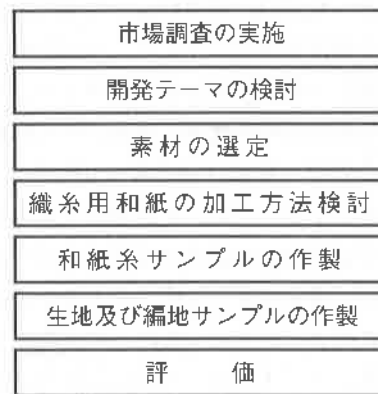 市場調査の実施
開発テーマの検討
素材の選定
織糸用和紙の加工方法検討
和紙糸サンプルの作製
生地及び編地サンプルの作製
評　　価